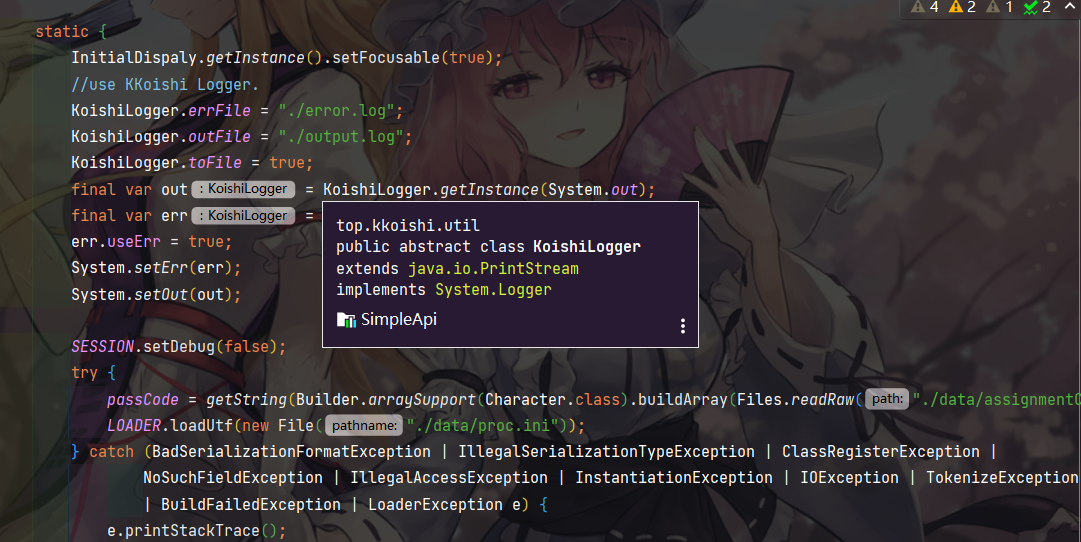 4 2 1 2
static {
InitialDispaly.getInstance().setFocusable(true);
//use KKoishi Logger.
KoishiLogger.errFile = "./error.log";
KoishiLogger.outFile = "./output.log";
KoishiLogger.toFile = true;
final var out : KoishiLogger = KoishiLogger.getInstance(System.out);
final var err : KoishiLogger =
top.kkoishi.util
public abstract class KoishiLogger
extends java.io.PrintStream
implements System.Logger
SimpleApi
err.useErr = true;
System.setErr(err);
System.setOut(out);
SESSION.setDebug(false);
try {
passCode = getString(Builder.arraySupport(Character.class).buildArray(Files.readRaw( path: "./data/assignment
LOADER.loadUtf(new File( pathname: "./data/proc.ini"));
} catch (BadSerializationFormatException | IllegalSerializationTypeException | ClassRegisterException |
NoSuchFieldException | IllegalAccessException | InstantiationException | IOException | TokenizeException
| BuildFailedException | LoaderException e) {
e.printStackTrace();